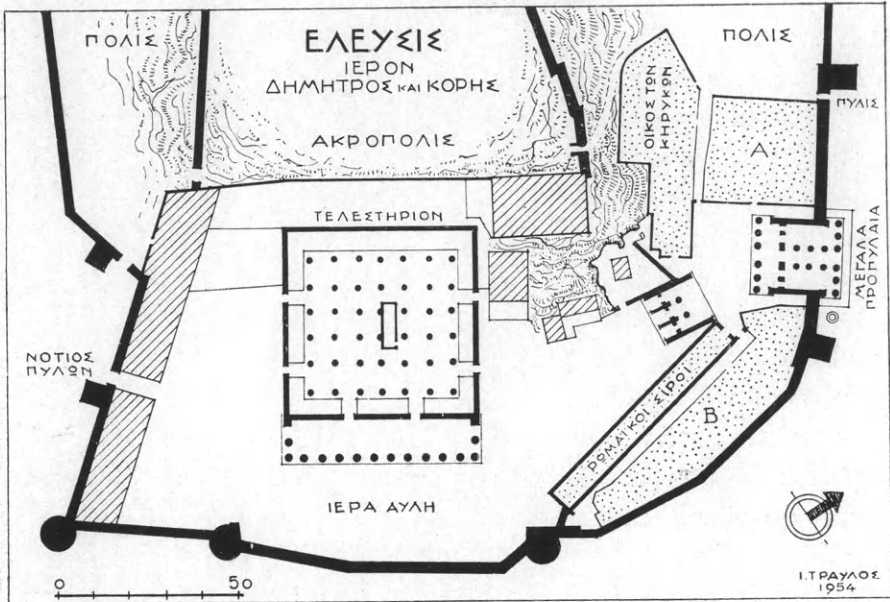 ΠΟΛΙΣ
ΕΛΕΥΣΙΣ
ΙΕΡΟΝ
ΔΗΜΗΤΡΟΣ ΚΑΙ ΚΟΡΗΣ
ΑΚΡΟΠΟΛΙΣ
ΠΟΛΙΣ
ΠΥΛΙΣ
ΟΙΚΟΣ ΤΩΝ
ΚΗΡΥΚΩΝ
Α
ΤΕΛΕΣΤΗΡΙΟΝ
ΜΕΓΑΛΑ
ΠΡΟΠΥΛΑΙΑ
ΝΟΤΙΟΣ
ΠΥΛΩΝ
ΡΩΜΑΙΚΟΙ ΣΙΡΟΙ
Β
ΙΕΡΑ ΑΥΛΗ
0 50
Ι.ΤΡΑΥΛΟΣ
1954